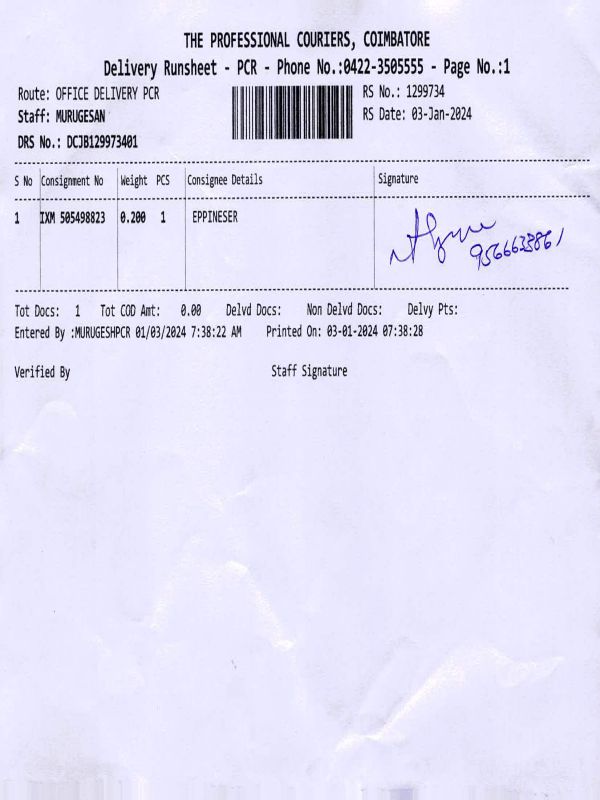 THE PROFESSIONAL COURIERS, COIMBATORE
Delivery Runsheet - PCR - Phone No.:0422-3505555 - Page No.:1
Route: OFFICE DELIVERY PCR RS No.: 1299734
Staff: MURUGESAN RS Date: 03-Jan-2024
DRS No.: DCJB129973401
S No Consignment No Weight PCS Consignee Details Signature
1 IXM 505498823 0.200 1 EPPINESER
Tot Docs: 1 Tot COD Amt: 0.00 Delvd Docs: Non Delvd Docs: Delvy Pts:
Entered By :MURUGESHPCR 01/03/2024 7:38:22 AM Printed On: 03-01-2024 07:38:28
Verified By Staff Signature